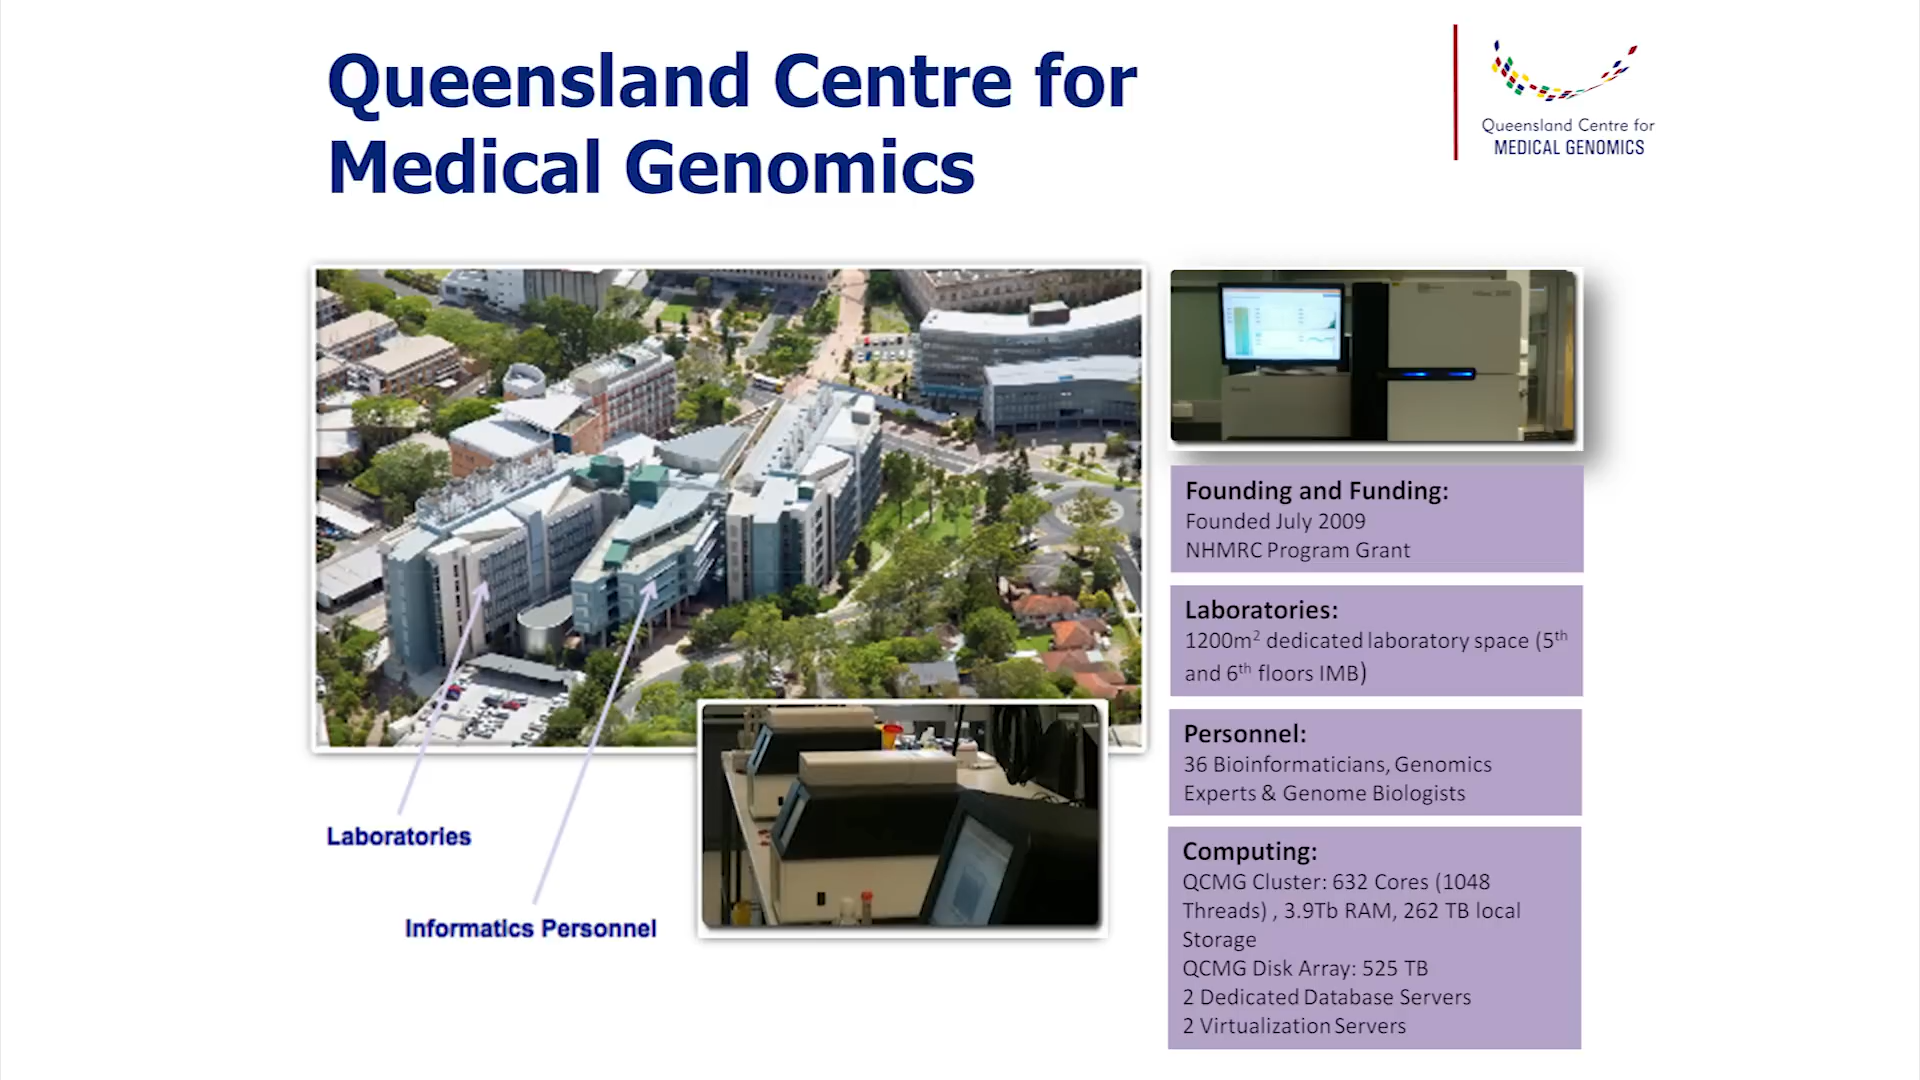 Queensland Centre for
Medical Genomics
Queensland Centre for
MEDICAL GENOMICS
Founding and Funding:
Founded July 2009
NHMRC Program Grant
Laboratories:
1200m² dedicated laboratory space (5th
and 6th floors IMB)
Personnel:
36 Bioinformaticians, Genomics
Experts & Genome Biologists
Computing:
QCMG Cluster: 632 Cores (1048
Threads) , 3.9Tb RAM, 262 TB local
Storage
QCMG Disk Array: 525 TB
2 Dedicated Database Servers
2 Virtualization Servers
Laboratories
Informatics Personnel